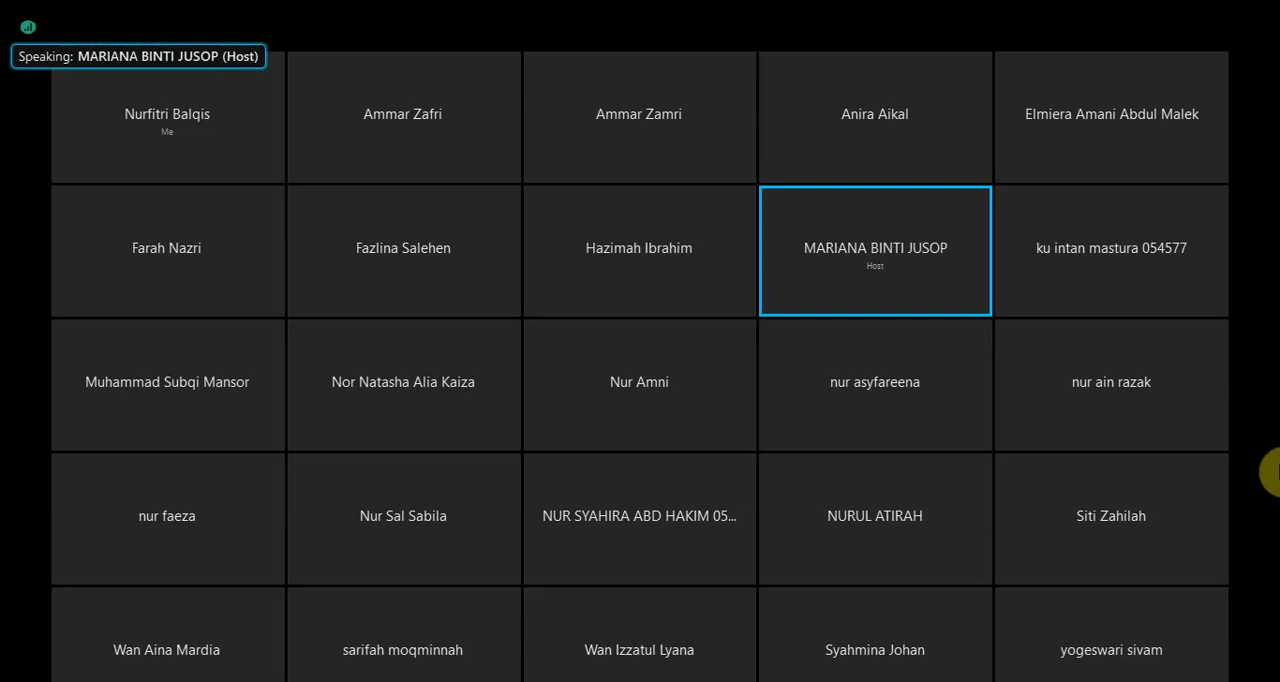 Speaking: MARIANA BINTI JUSOP (Host)
Nurfitri Balqis
Me
Ammar Zafri
Ammar Zamri
Anira Aikal
Elmiera Amani Abdul Malek
Farah Nazri
Fazlina Salehen
Hazimah Ibrahim
MARIANA BINTI JUSOP
Host
ku intan mastura 054577
Muhammad Subqi Mansor
Nor Natasha Alia Kaiza
Nur Amni
nur asyfareena
nur ain razak
nur faeza
Nur Sal Sabila
NUR SYAHIRA ABD HAKIM 05...
NURUL ATIRAH
Siti Zahilah
Wan Aina Mardia
sarifah moqminnah
Wan Izzatul Lyana
Syahmina Johan
yogeswari sivam